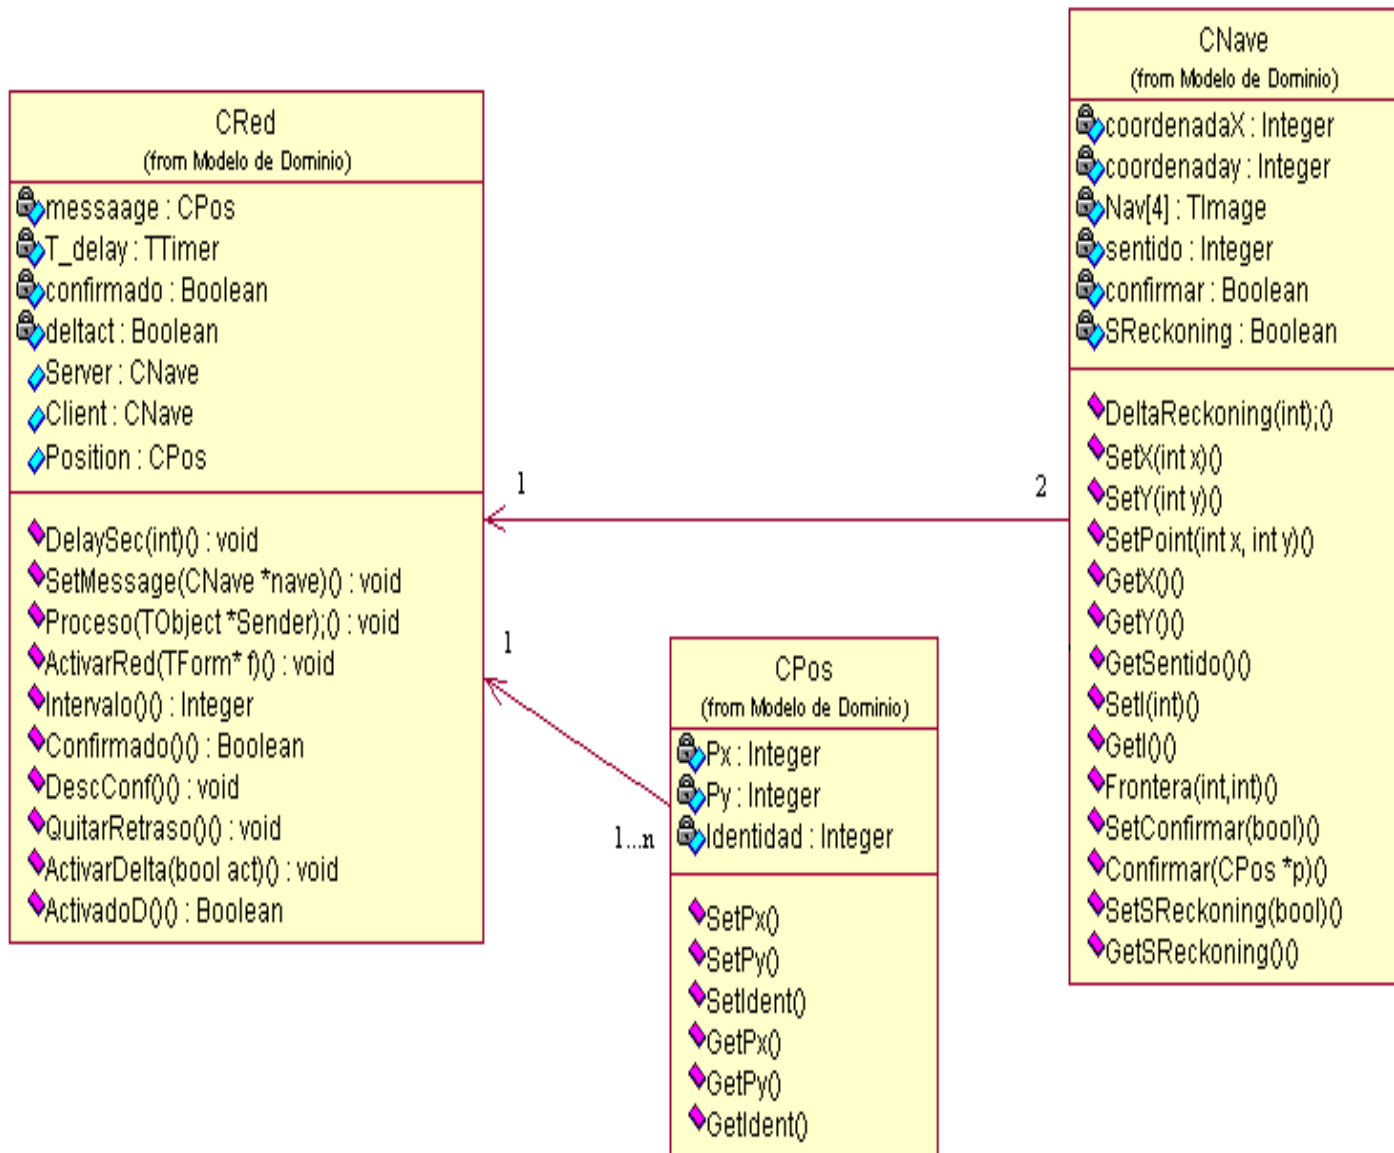 CRed
(from Modelo de Dominio)
messaage : CPos
T_delay : TTimer
confirmado : Boolean
deltact : Boolean
Server : CNave
Client : CNave
Position : CPos
DelaySec(int)() : void
SetMessage(CNave *nave)() : void
Proceso(TObject *Sender);() : void
ActivarRed(TForm* f)() : void
Intervalo()() : Integer
Confirmado()() : Boolean
DescConf()() : void
QuitarRetraso()() : void
ActivarDelta(bool act)() : void
ActivadoD()() : Boolean
1
2
1
1...n
CPos
(from Modelo de Dominio)
Px : Integer
Py : Integer
Identidad : Integer
SetPx()
SetPy()
SetIdent()
GetPx()
GetPy()
GetIdent()
CNave
(from Modelo de Dominio)
coordenadaX : Integer
coordenaday : Integer
Nav[4] : TImage
sentido : Integer
confirmar : Boolean
SReckoning : Boolean
DeltaReckoning(int);()
SetX(int x)()
SetY(int y)()
SetPoint(int x, int y)()
GetX()()
GetY()()
GetSentido()()
SetI(int)()
GetI()()
Frontera(int,int)()
SetConfirmar(bool)()
Confirmar(CPos *p)()
SetSReckoning(bool)()
GetSReckoning()()